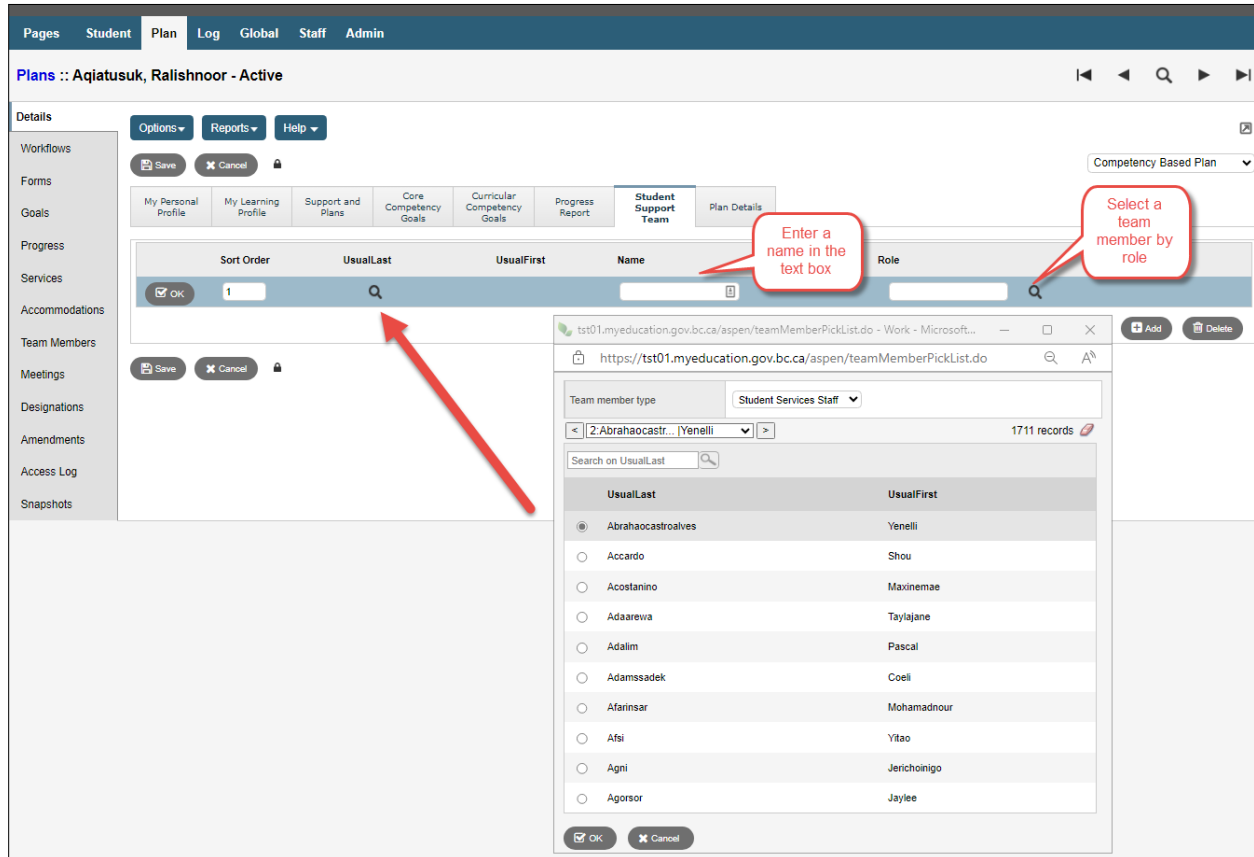 Pages Student Plan Log Global Staff Admin
Plans :: Aqiatusuk, Ralishnoor - Active
Details
Workflows
Forms
Goals
Progress
Services
Accommodations
Team Members
Meetings
Designations
Amendments
Access Log
Snapshots
Options Reports Help
Save Cancel
Competency Based Plan
My Personal
Profile
My Learning
Profile
Support and
Plans
Core
Competency
Goals
Curricular
Competency
Goals
Progress
Report
Student
Support
Team
Plan Details
Enter a
name in the
text box
Select a
team
member by
role
Sort Order UsualLast UsualFirst Name Role
OK 1
Add Delete
Save Cancel
tst01.myeducation.gov.bc.ca/aspen/teamMemberPickList.do - Work - Microsoft...
https://tst01.myeducation.gov.bc.ca/aspen/teamMemberPickList.do
Team member type Student Services Staff
< 2:Abrahaocastr... |Yenelli > 1711 records
Search on UsualLast
UsualLast UsualFirst
Abrahaocastroalves Yenelli
Accardo Shou
Acostanino Maxinemae
Adaarewa Taylajane
Adalim Pascal
Adamssadek Coeli
Afarinsar Mohamadnour
Afsi Yitao
Agni Jerichoinigo
Agorsor Jaylee
OK Cancel